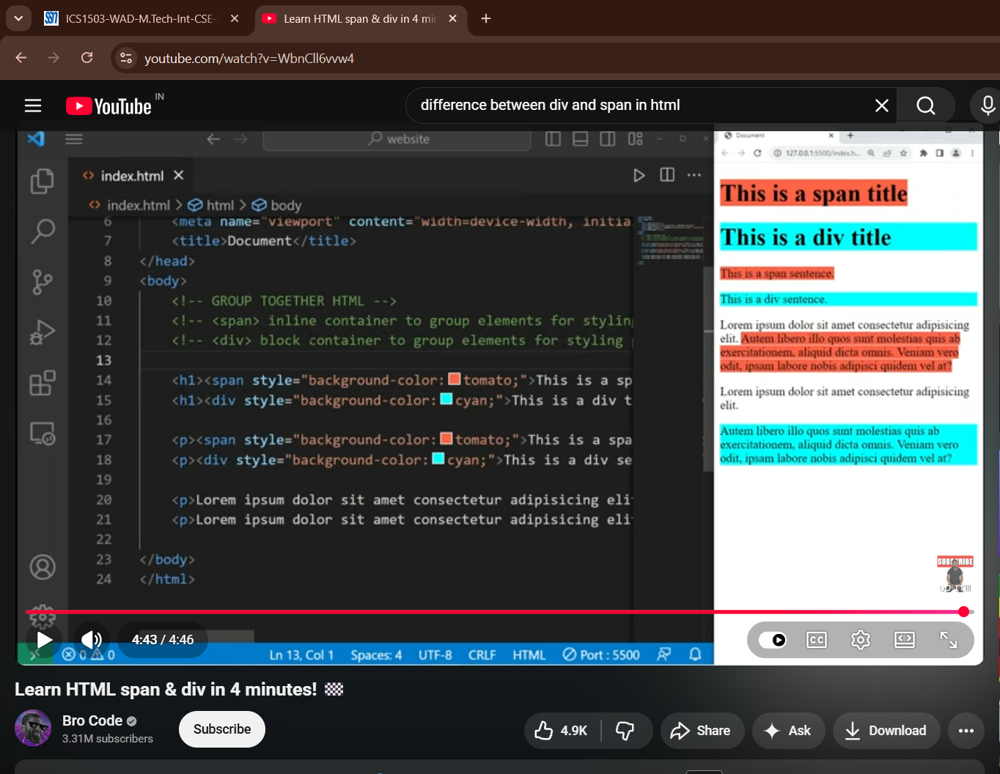 ICS1503-WAD-M.Tech-Int-CSE-
Learn HTML span & div in 4 min
youtube.com/watch?v=WbnCll6vvw4
YouTube IN
difference between div and span in html
website
index.html
index.html > html > body
6 <meta name="viewport" content="width=device-width, initia
7 <title>Document</title>
8 </head>
9 <body>
10 <!-- GROUP TOGETHER HTML -->
11 <!-- <span> inline container to group elements for styling
12 <!-- <div> block container to group elements for styling
13
14 <h1><span style="background-color: tomato;">This is a sp
15 <h1><div style="background-color: cyan;">This is a div t
16
17 <p><span style="background-color: tomato;">This is a spa
18 <p><div style="background-color: cyan;">This is a div se
19
20 <p>Lorem ipsum dolor sit amet consectetur adipisicing eli
21 <p>Lorem ipsum dolor sit amet consectetur adipisicing eli
22
23 </body>
24 </html>
Document
127.0.0.1:5500/index.h...
This is a span title
This is a div title
This is a span sentence.
This is a div sentence.
Lorem ipsum dolor sit amet consectetur adipisicing
elit. Autem libero illo quos sunt molestias quis ab
exercitationem, aliquid dicta omnis. Veniam vero
odit, ipsam labore nobis adipisci quidem vel at?
Lorem ipsum dolor sit amet consectetur adipisicing
elit.
Autem libero illo quos sunt molestias quis ab
exercitationem, aliquid dicta omnis. Veniam vero
odit, ipsam labore nobis adipisci quidem vel at?
SUBSCRIBE
4:43 / 4:46
CC
0 0 Ln 13, Col 1 Spaces: 4 UTF-8 CRLF HTML Port : 5500
Learn HTML span & div in 4 minutes!
Bro Code
3.31M subscribers
Subscribe
4.9K
Share
Ask
Download